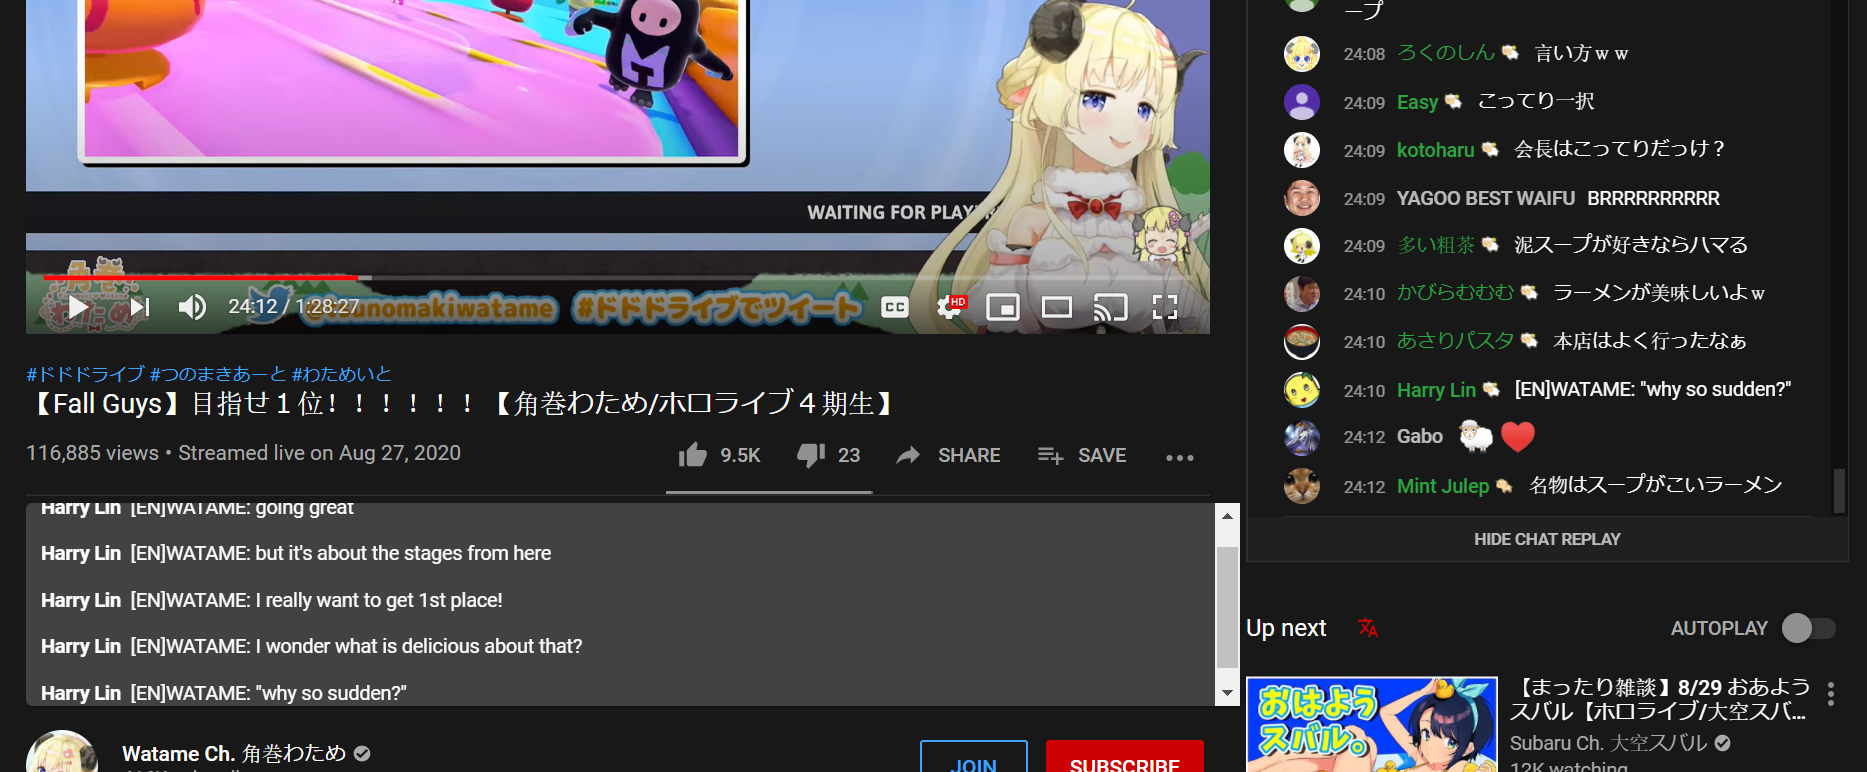 WAITING FOR PLAY
角巻
わため
24:12 / 1:28:27
nomakiwatame
#ドドドライブでツイート
CC
HD
#ドドドライブ #つのまきあーと #わためいと
【Fall Guys】目指せ１位！！！！！！【角巻わため/ホロライブ４期生】
116,885 views • Streamed live on Aug 27, 2020
9.5K
23
SHARE
SAVE
Harry Lin [EN]WATAME: going great
Harry Lin [EN]WATAME: but it's about the stages from here
Harry Lin [EN]WATAME: I really want to get 1st place!
Harry Lin [EN]WATAME: I wonder what is delicious about that?
Harry Lin [EN]WATAME: "why so sudden?"
Watame Ch. 角巻わため
JOIN
SUBSCRIBE
ープ
24:08 ろくのしん 言い方ｗｗ
24:09 Easy こってり一択
24:09 kotoharu 会長はこってりだっけ？
24:09 YAGOO BEST WAIFU BRRRRRRRRRR
24:09 多い粗茶 泥スープが好きならハマる
24:10 かびらむむむ ラーメンが美味しいよw
24:10 あさりパスタ 本店はよく行ったなぁ
24:10 Harry Lin [EN]WATAME: "why so sudden?"
24:12 Gabo
24:12 Mint Julep 名物はスープがこいラーメン
HIDE CHAT REPLAY
Up next
AUTOPLAY
おはよう
スバル。
【まったり雑談】8/29 おあよう
スバル【ホロライブ/大空スバ...
Subaru Ch. 大空スバル
12K watching